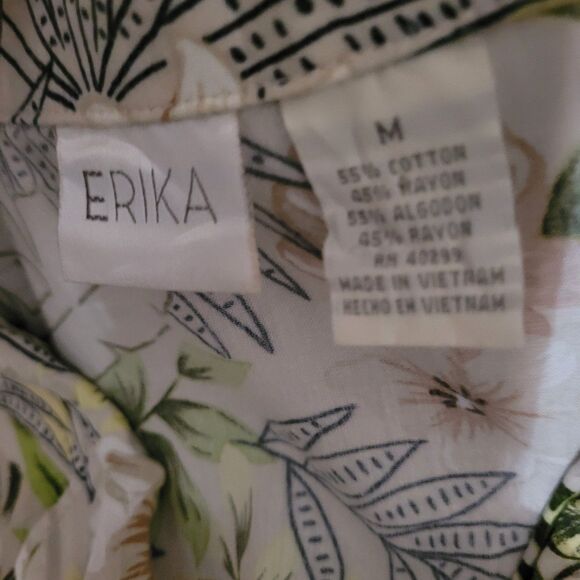 ERIKA
M
55% COTTON
45% RAYON
55% ALGODON
45% RAYON
RN 40299
MADE IN VIETNAM
HECHO EN VIETNAM